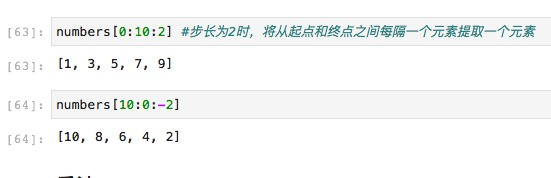 [63]: numbers[0:10:2] #步长为2时，将从起点和终点之间每隔一个元素提取一个元素
[63]: [1, 3, 5, 7, 9]
[64]: numbers[10:0:-2]
[64]: [10, 8, 6, 4, 2]